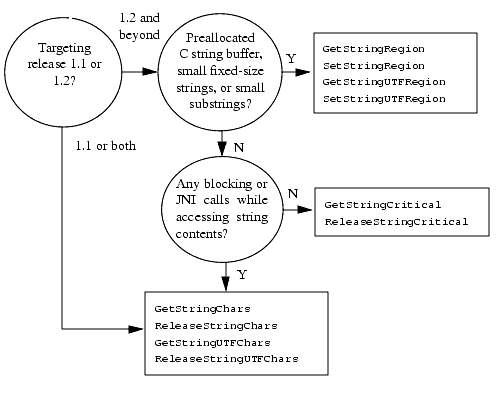 1.2 and
beyond
Targeting
release 1.1 or
1.2?
Preallocated
C string buffer,
small fixed-size
strings, or small
substrings?
Y
GetStringRegion
SetStringRegion
GetStringUTFRegion
SetStringUTFRegion
1.1 or both
N
Any blocking or
JNI calls while
accessing string
contents?
N
GetStringCritical
ReleaseStringCritical
Y
GetStringChars
ReleaseStringChars
GetStringUTFChars
ReleaseStringUTFChars